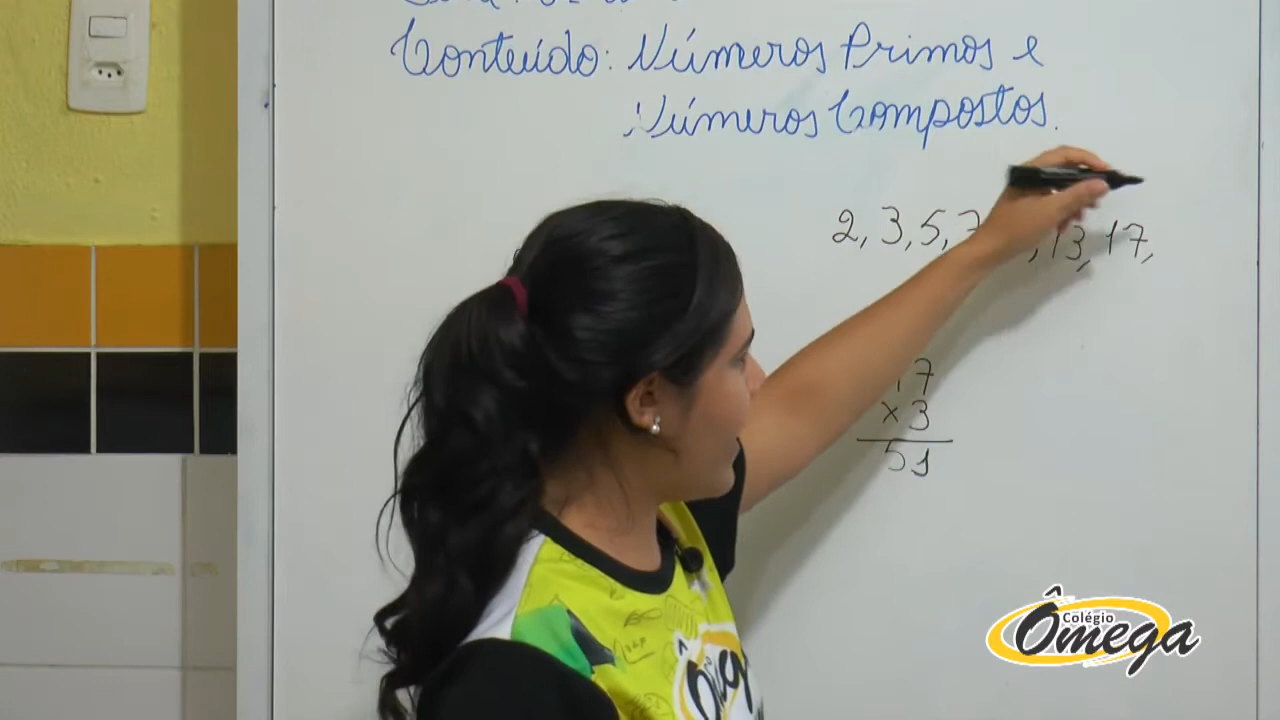 Conteúdo: Números Primos e
Números Compostos.
2, 3, 5, 7, 13, 17,
17
x 3
51
Colégio
Ômega